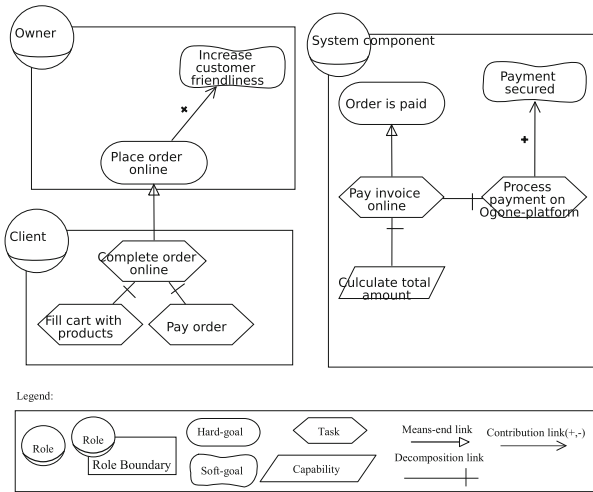 Owner
Increase
customer
friendliness
Place order
online
Client
Complete order
online
Fill cart with
products
Pay order
System component
Order is paid
Payment
secured
Pay invoice
online
Process
payment on
Ogone-platform
Culculate total
amount
Legend:
Role
Role
Role Boundary
Hard-goal
Soft-goal
Task
Capability
Means-end link
Decomposition link
Contribution link(+,-)